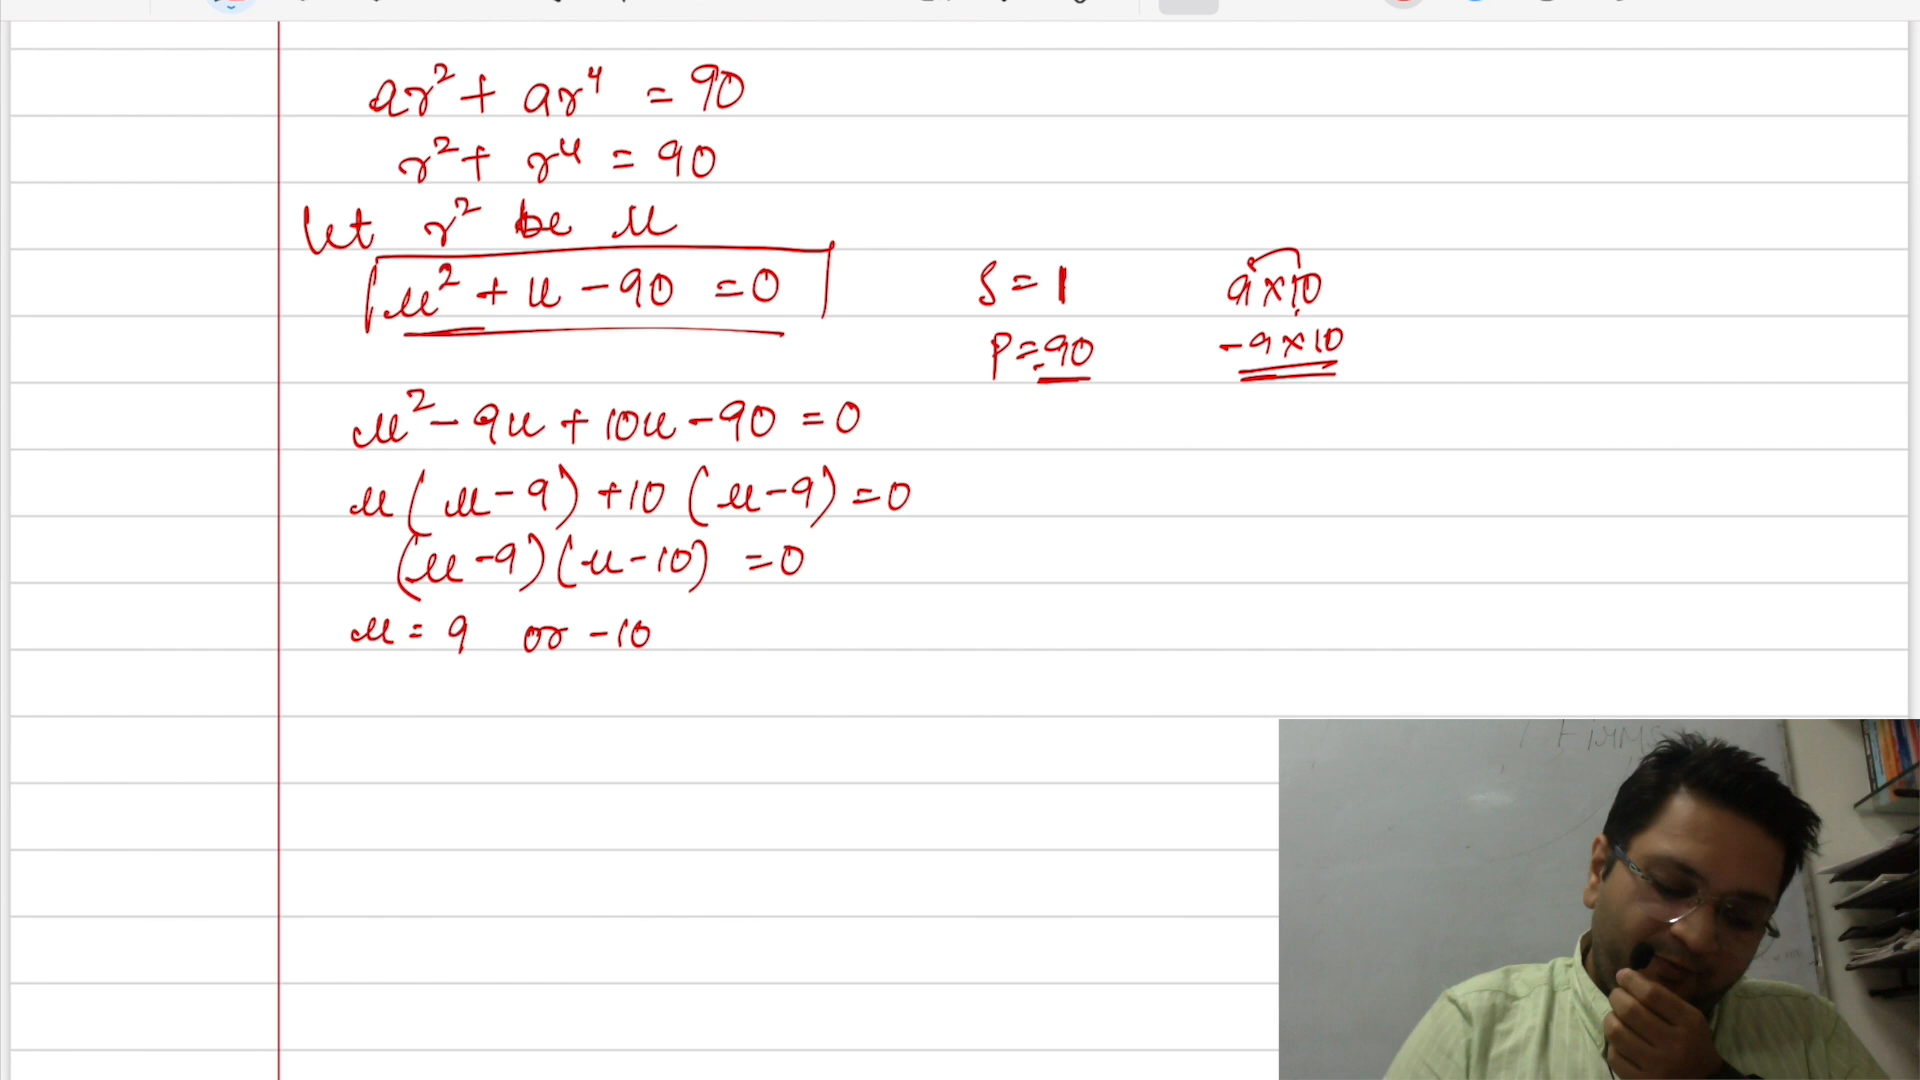 ar² + ar⁴ = 90
r² + r⁴ = 90
let r² be u
u² + u - 90 = 0
S = 1
P = -90
9 × 10
-9 × 10
u² - 9u + 10u - 90 = 0
u(u - 9) + 10(u - 9) = 0
(u - 9)(u - 10) = 0
u = 9 or -10